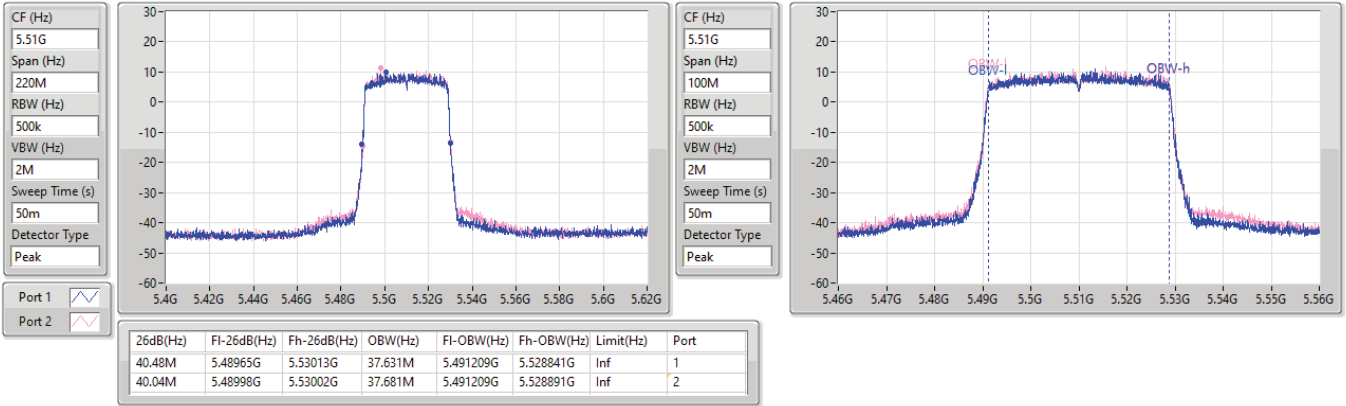 CF (Hz)
5.51G
Span (Hz)
220M
RBW (Hz)
500k
VBW (Hz)
2M
Sweep Time (s)
50m
Detector Type
Peak
Port 1
Port 2
30
20
10
0
-10
-20
-30
-40
-50
-60
5.4G 5.42G 5.44G 5.46G 5.48G 5.5G 5.52G 5.54G 5.56G 5.58G 5.6G 5.62G
CF (Hz)
5.51G
Span (Hz)
100M
RBW (Hz)
500k
VBW (Hz)
2M
Sweep Time (s)
50m
Detector Type
Peak
30
20
10
0
-10
-20
-30
-40
-50
-60
OBW-l
OBW-h
5.46G 5.47G 5.48G 5.49G 5.5G 5.51G 5.52G 5.53G 5.54G 5.55G 5.56G
26dB(Hz) Fl-26dB(Hz) Fh-26dB(Hz) OBW(Hz) Fl-OBW(Hz) Fh-OBW(Hz) Limit(Hz) Port
40.48M 5.48965G 5.53013G 37.631M 5.491209G 5.528841G Inf 1
40.04M 5.48998G 5.53002G 37.681M 5.491209G 5.528891G Inf 2